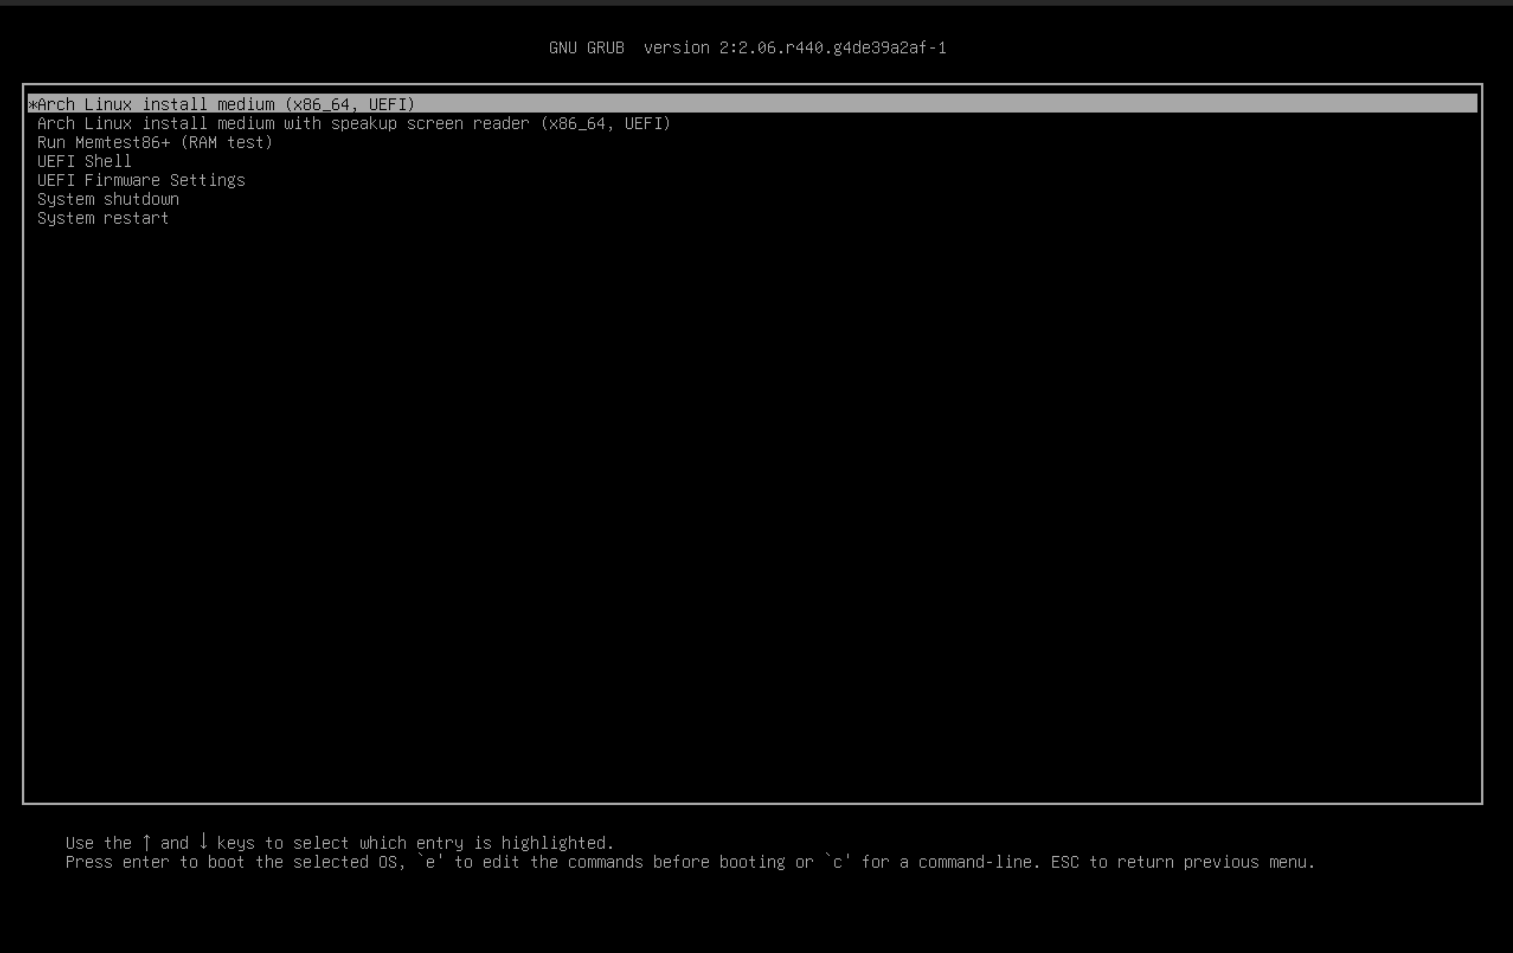 GNU GRUB  version 2:2.06.r440.g4de39a2af-1
*Arch Linux install medium (x86_64, UEFI)
Arch Linux install medium with speakup screen reader (x86_64, UEFI)
Run Memtest86+ (RAM test)
UEFI Shell
UEFI Firmware Settings
System shutdown
System restart
Use the ↑ and ↓ keys to select which entry is highlighted.
Press enter to boot the selected OS, `e' to edit the commands before booting or `c' for a command-line. ESC to return previous menu.